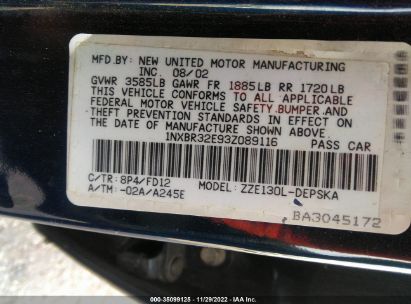 MFD.BY: NEW UNITED MOTOR MANUFACTURING
INC. 08/02
GVWR 3585LB GAWR FR 1885LB RR 1720LB
THIS VEHICLE CONFORMS TO ALL APPLICABLE
FEDERAL MOTOR VEHICLE SAFETY,BUMPER,AND
THEFT PREVENTION STANDARDS IN EFFECT ON
THE DATE OF MANUFACTURE SHOWN ABOVE.
1NXBR32E93Z089116 PASS CAR
C/TR: 8P4/FD12 MODEL: ZZE130L-DEPSKA
A/TM: -02A/A245E
BA3045172
000-35099125 - 11/29/2022 - IAA Inc.